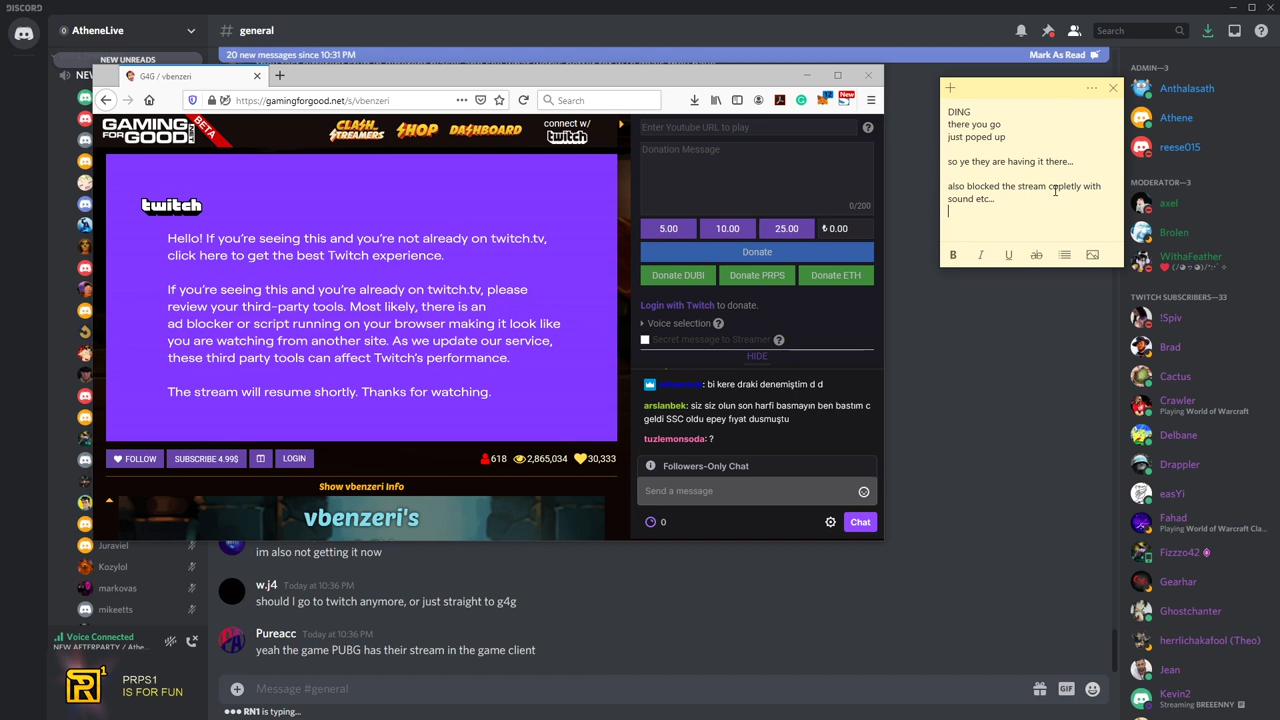 DISCORD
AtheneLive
# general
Search
NEW UNREADS
20 new messages since 10:31 PM
Mark As Read
G4G / vbenzeri
https://gamingforgood.net/s/vbenzeri
Search
New
GAMING FOR GOOD
BETA
CLASH STREAMERS
SHOP
DASHBOARD
connect w/
twitch
twitch
Hello! If you're seeing this and you're not already on twitch.tv,
click here to get the best Twitch experience.
If you're seeing this and you're already on twitch.tv, please
review your third-party tools. Most likely, there is an
ad blocker or script running on your browser making it look like
you are watching from another site. As we update our service,
these third party tools can affect Twitch's performance.
The stream will resume shortly. Thanks for watching.
FOLLOW
SUBSCRIBE 4.99$
LOGIN
618
2,865,034
30,333
Show vbenzeri Info
vbenzeri's
Enter Youtube URL to play
Donation Message
0/200
5.00
10.00
25.00
₺ 0.00
Donate
Donate DUBI
Donate PRPS
Donate ETH
Login with Twitch to donate.
Voice selection
Secret message to Streamer
HIDE
: bi kere draki denemiştim d d
arslanbek: siz siz olun son harfi basmayın ben bastım c
geldi SSC oldu epey fıyat dusmuştu
tuzlemonsoda: ?
Followers-Only Chat
Send a message
0
Chat
DING
there you go
just poped up
so ye they are having it there...
also blocked the stream copletly with
sound etc...
B I U ab
Juraviel
Kozylol
markovas
mikeetts
Voice Connected
NEW AFTERPARTY / Athe...
PRPS1
IS FOR FUN
im also not getting it now
w.j4 Today at 10:36 PM
should I go to twitch anymore, or just straight to g4g
Pureacc Today at 10:36 PM
yeah the game PUBG has their stream in the game client
Message #general
GIF
RN1 is typing...
ADMIN—3
Anthalasath
Athene
reese015
MODERATOR—3
axel
Brolen
WithaFeather
TWITCH SUBSCRIBERS—33
!Spiv
Brad
Cactus
Crawler
Playing World of Warcraft
Delbane
Drappler
easYi
Fahad
Playing World of Warcraft Cla...
Fizzzo42
Gearhar
Ghostchanter
herrlichakafool (Theo)
Jean
Kevin2
Streaming BREEENNY